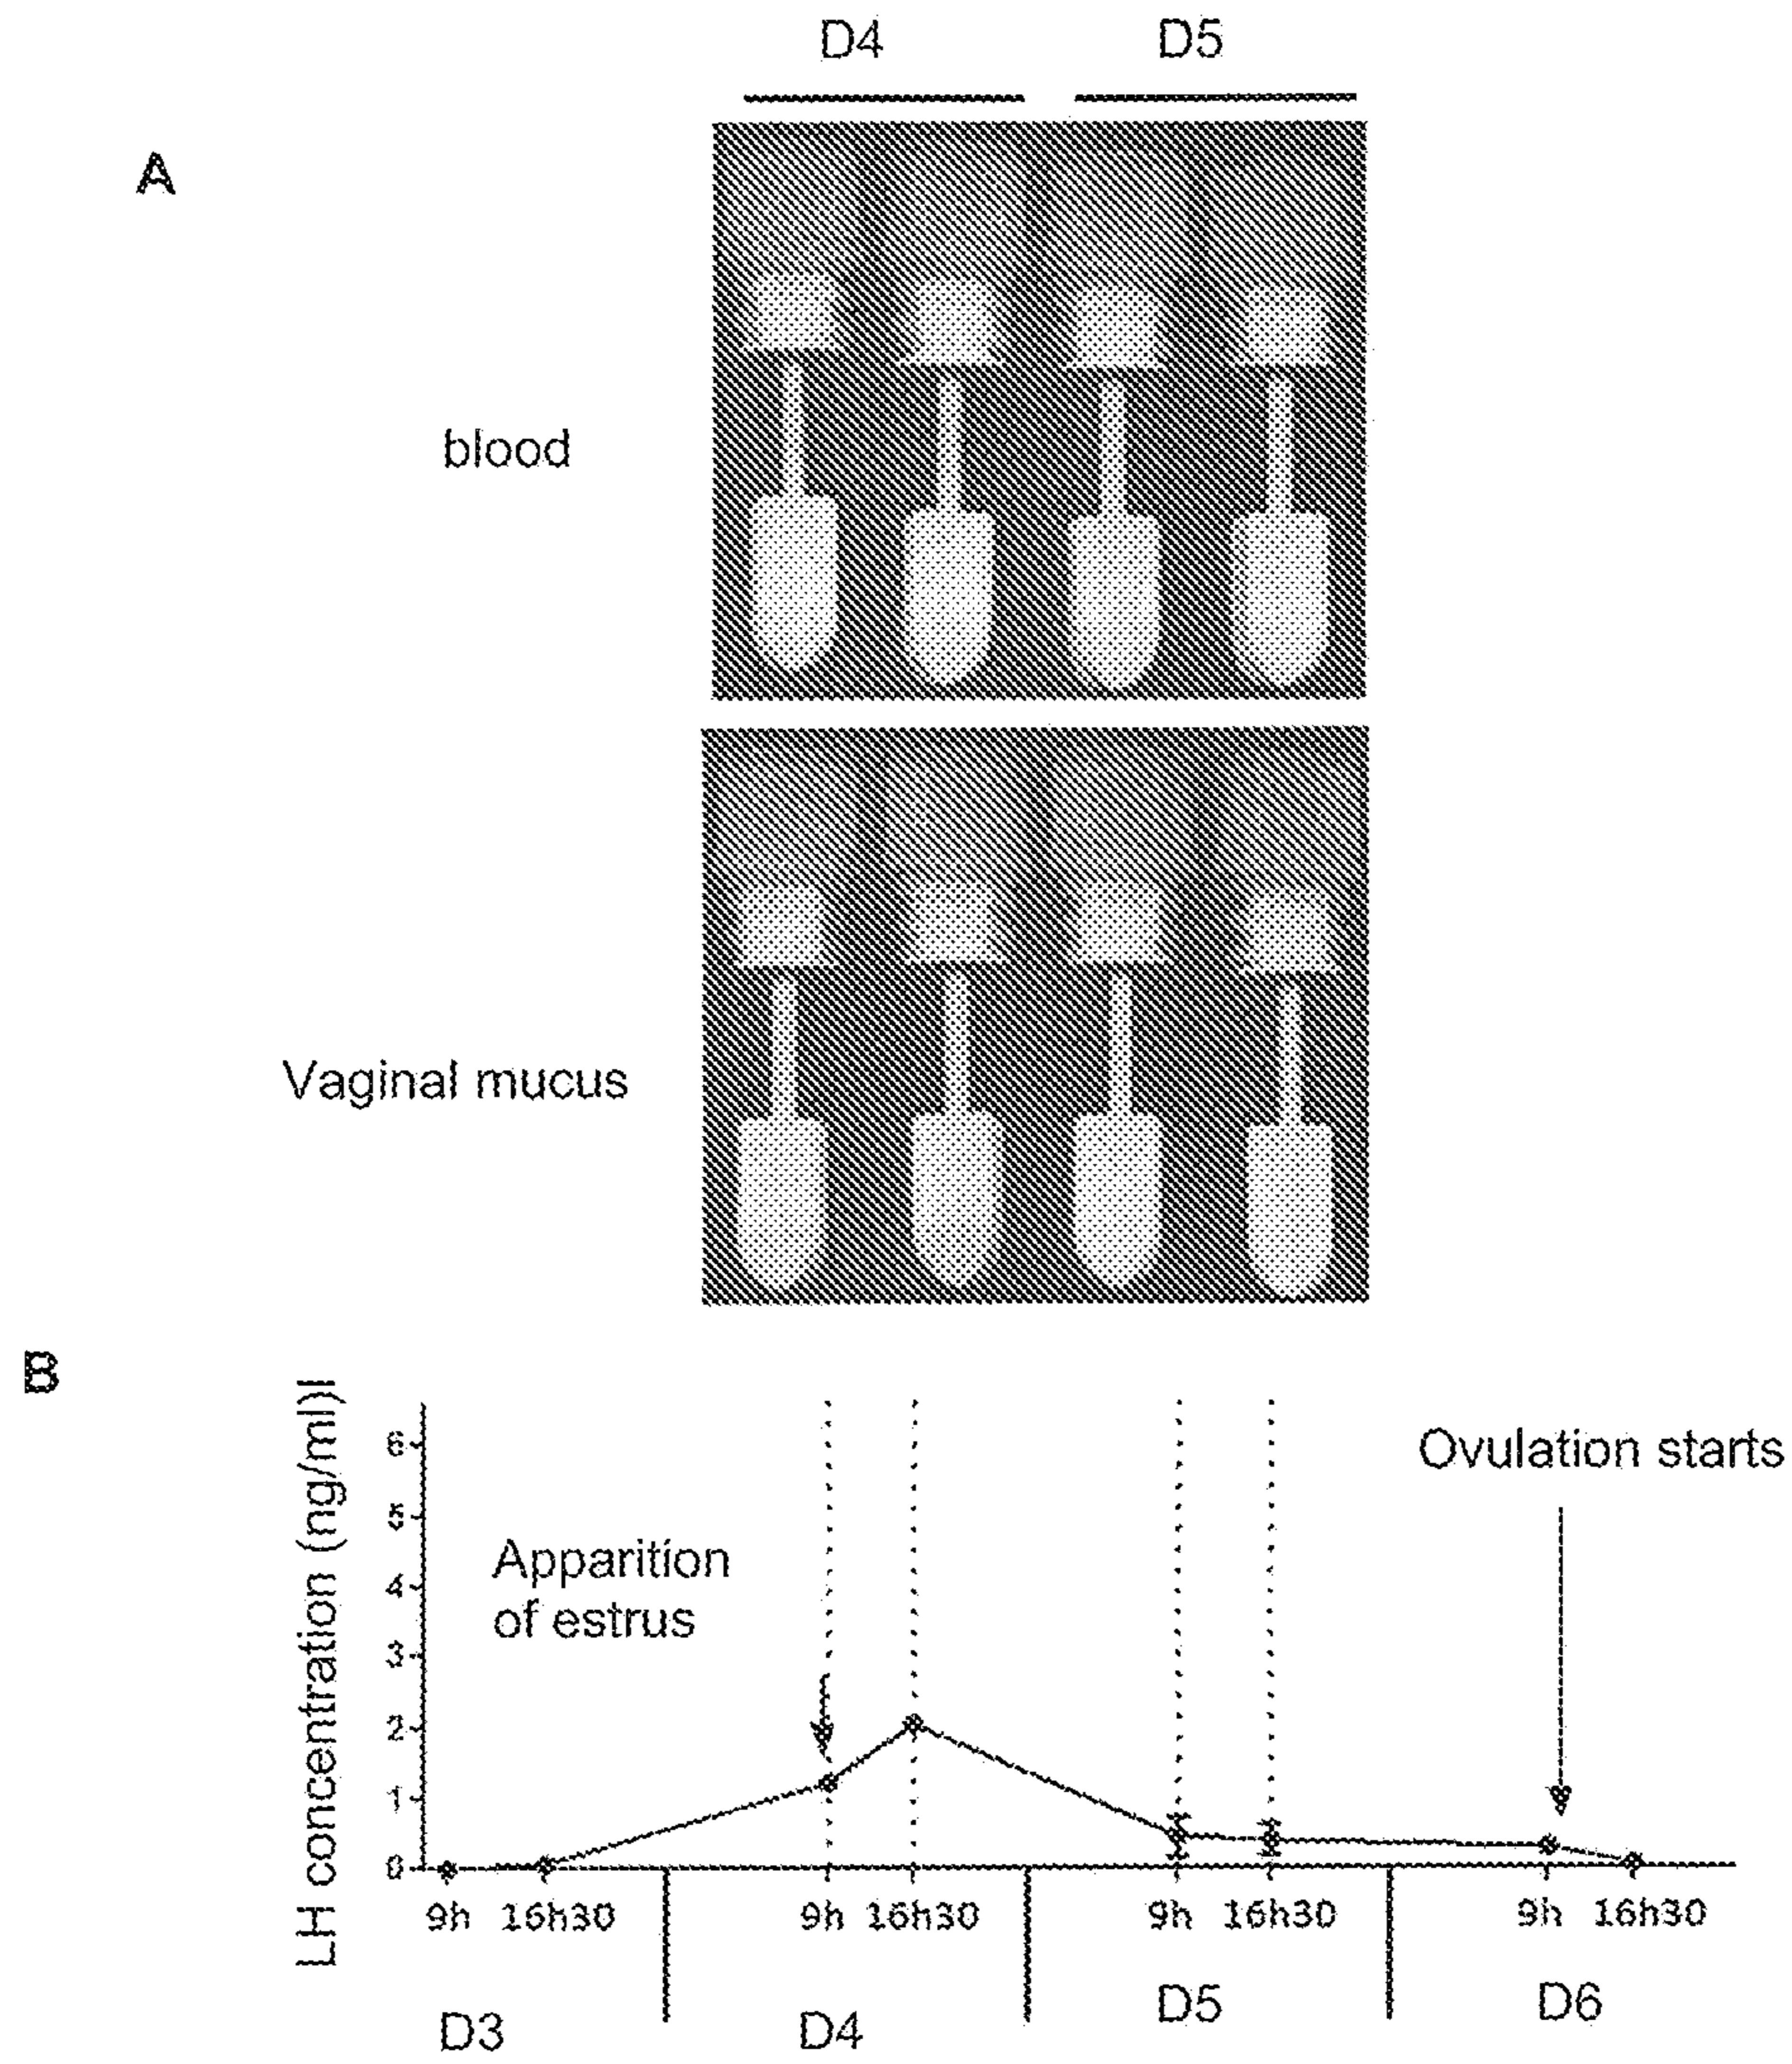 D4 D5
A
blood
Vaginal mucus
B
LH concentration (ng/ml)l
6
5
4
3
2
1
0
Apparition
of estrus
Ovulation starts
9h 16h30 9h 16h30 9h 16h30 9h 16h30
D3 D4 D5 D6